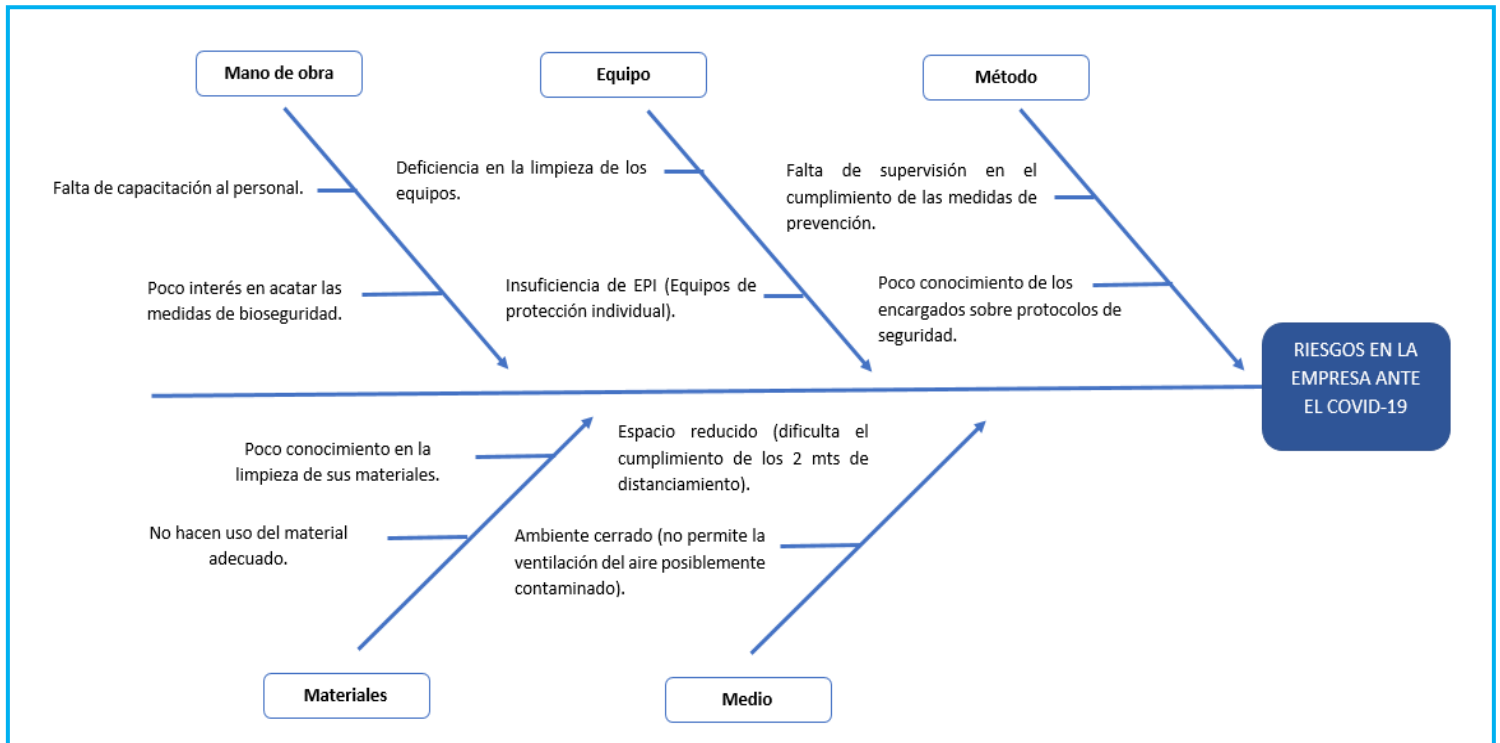 Mano de obra
Equipo
Método
Falta de capacitación al personal.
Poco interés en acatar las
medidas de bioseguridad.
Deficiencia en la limpieza de los
equipos.
Insuficiencia de EPI (Equipos de
protección individual).
Falta de supervisión en el
cumplimiento de las medidas de
prevención.
Poco conocimiento de los
encargados sobre protocolos de
seguridad.
RIESGOS EN LA
EMPRESA ANTE
EL COVID-19
Poco conocimiento en la
limpieza de sus materiales.
No hacen uso del material
adecuado.
Espacio reducido (dificulta el
cumplimiento de los 2 mts de
distanciamiento).
Ambiente cerrado (no permite la
ventilación del aire posiblemente
contaminado).
Materiales
Medio